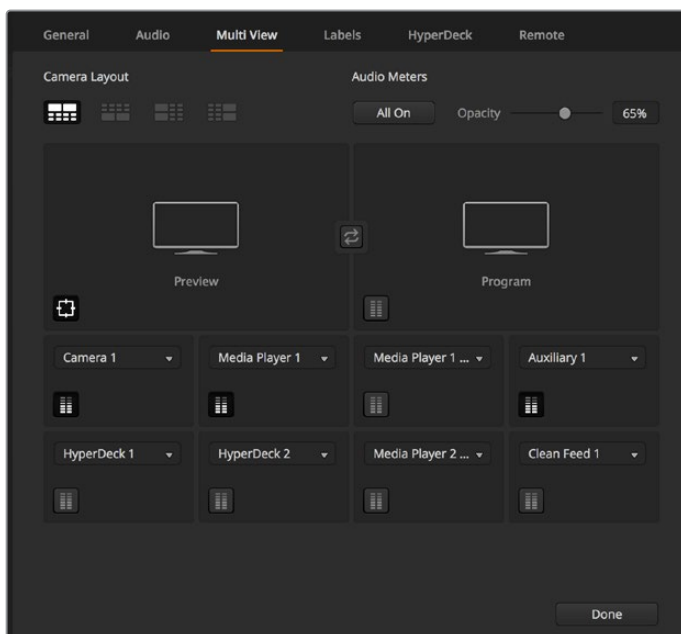 General Audio Multi View Labels HyperDeck Remote
Camera Layout Audio Meters
All On Opacity 65%
Preview Program
Camera 1 Media Player 1 Media Player 1 ... Auxiliary 1
HyperDeck 1 HyperDeck 2 Media Player 2 ... Clean Feed 1
Done